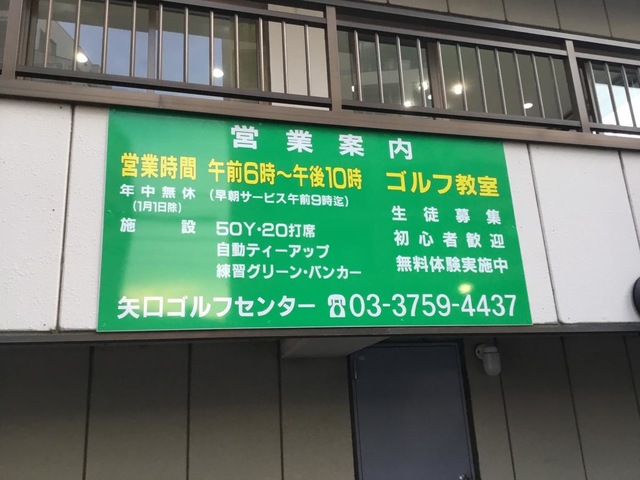 営業案内
営業時間 午前6時～午後10時
年中無休 (早朝サービス午前9時迄)
(1月1日除)
施設 50Y・20打席
自動ティーアップ
練習グリーン・バンカー
ゴルフ教室
生徒募集
初心者歓迎
無料体験実施中
矢口ゴルフセンター ☎03-3759-4437